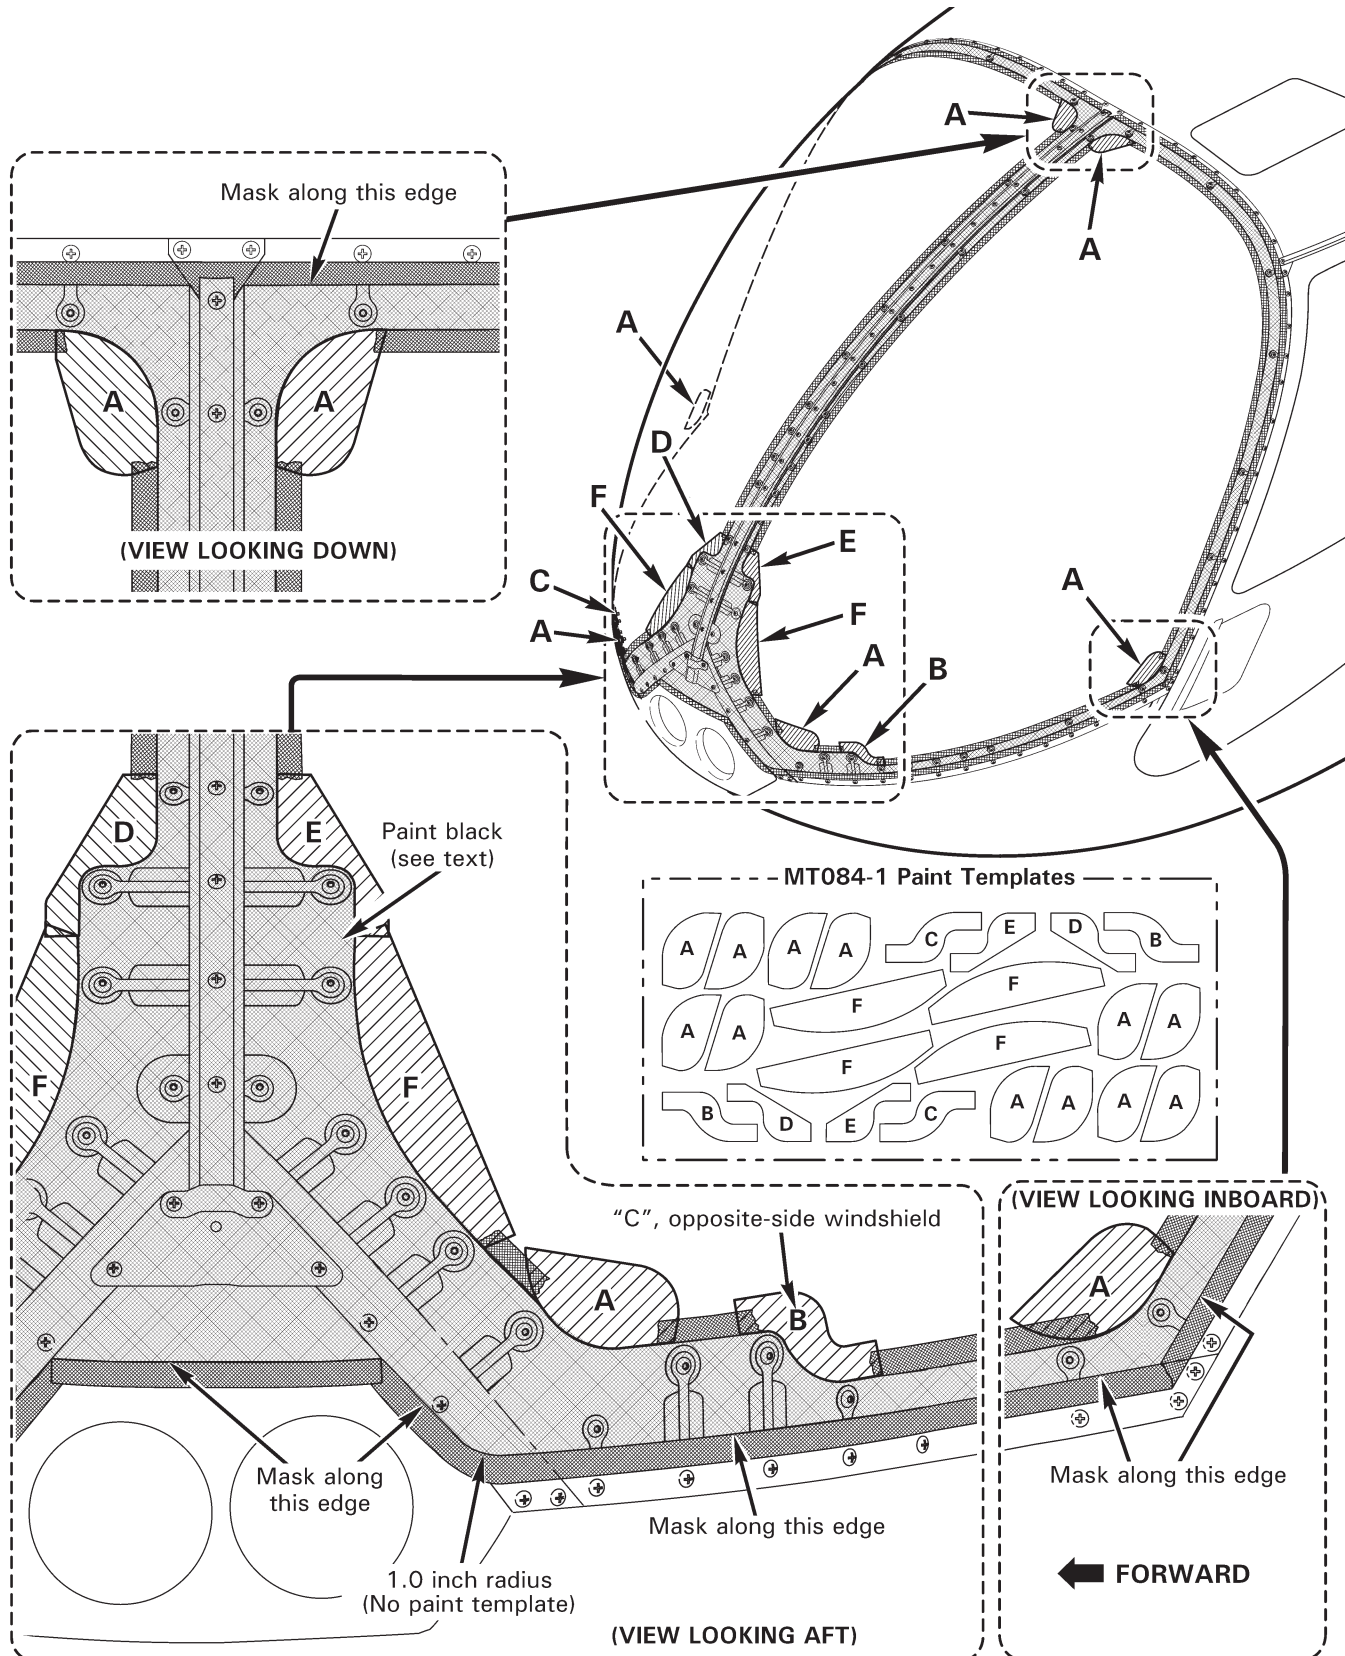 A
Mask along this edge
A
A
A
(VIEW LOOKING DOWN)
D
F
E
C
A
F
A
A
B
D
E
Paint black
(see text)
F
F
MT084-1 Paint Templates
A
A
A
A
C
E
D
B
F
F
A
A
A
A
F
F
B
D
E
C
A
A
A
A
(VIEW LOOKING INBOARD)
"C", opposite-side windshield
A
A
B
Mask along
this edge
Mask along this edge
Mask along this edge
1.0 inch radius
(No paint template)
FORWARD
(VIEW LOOKING AFT)